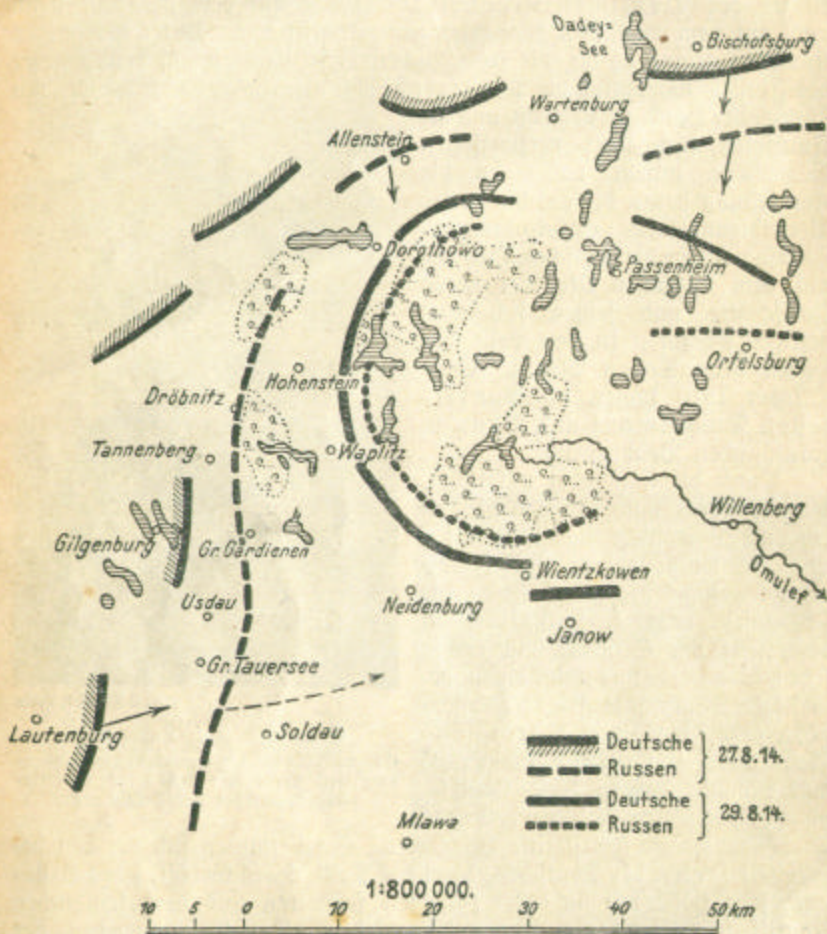 Dadey=
See
Bischofsburg
Wartenburg
Allenstein
Dorothowo
Passenheim
Ortelsburg
Hohenstein
Dröbnitz
Tannenberg
Waplitz
Willenberg
Gilgenburg
Gr. Gardienen
Omulef
Wientzkowen
Usdau
Neidenburg
Janow
Gr. Tauersee
Lautenburg
Soldau
Deutsche
Russen
27.8.14.
Deutsche
Russen
29.8.14.
Mlawa
1:800 000.
10 5 0 10 20 30 40 50 km